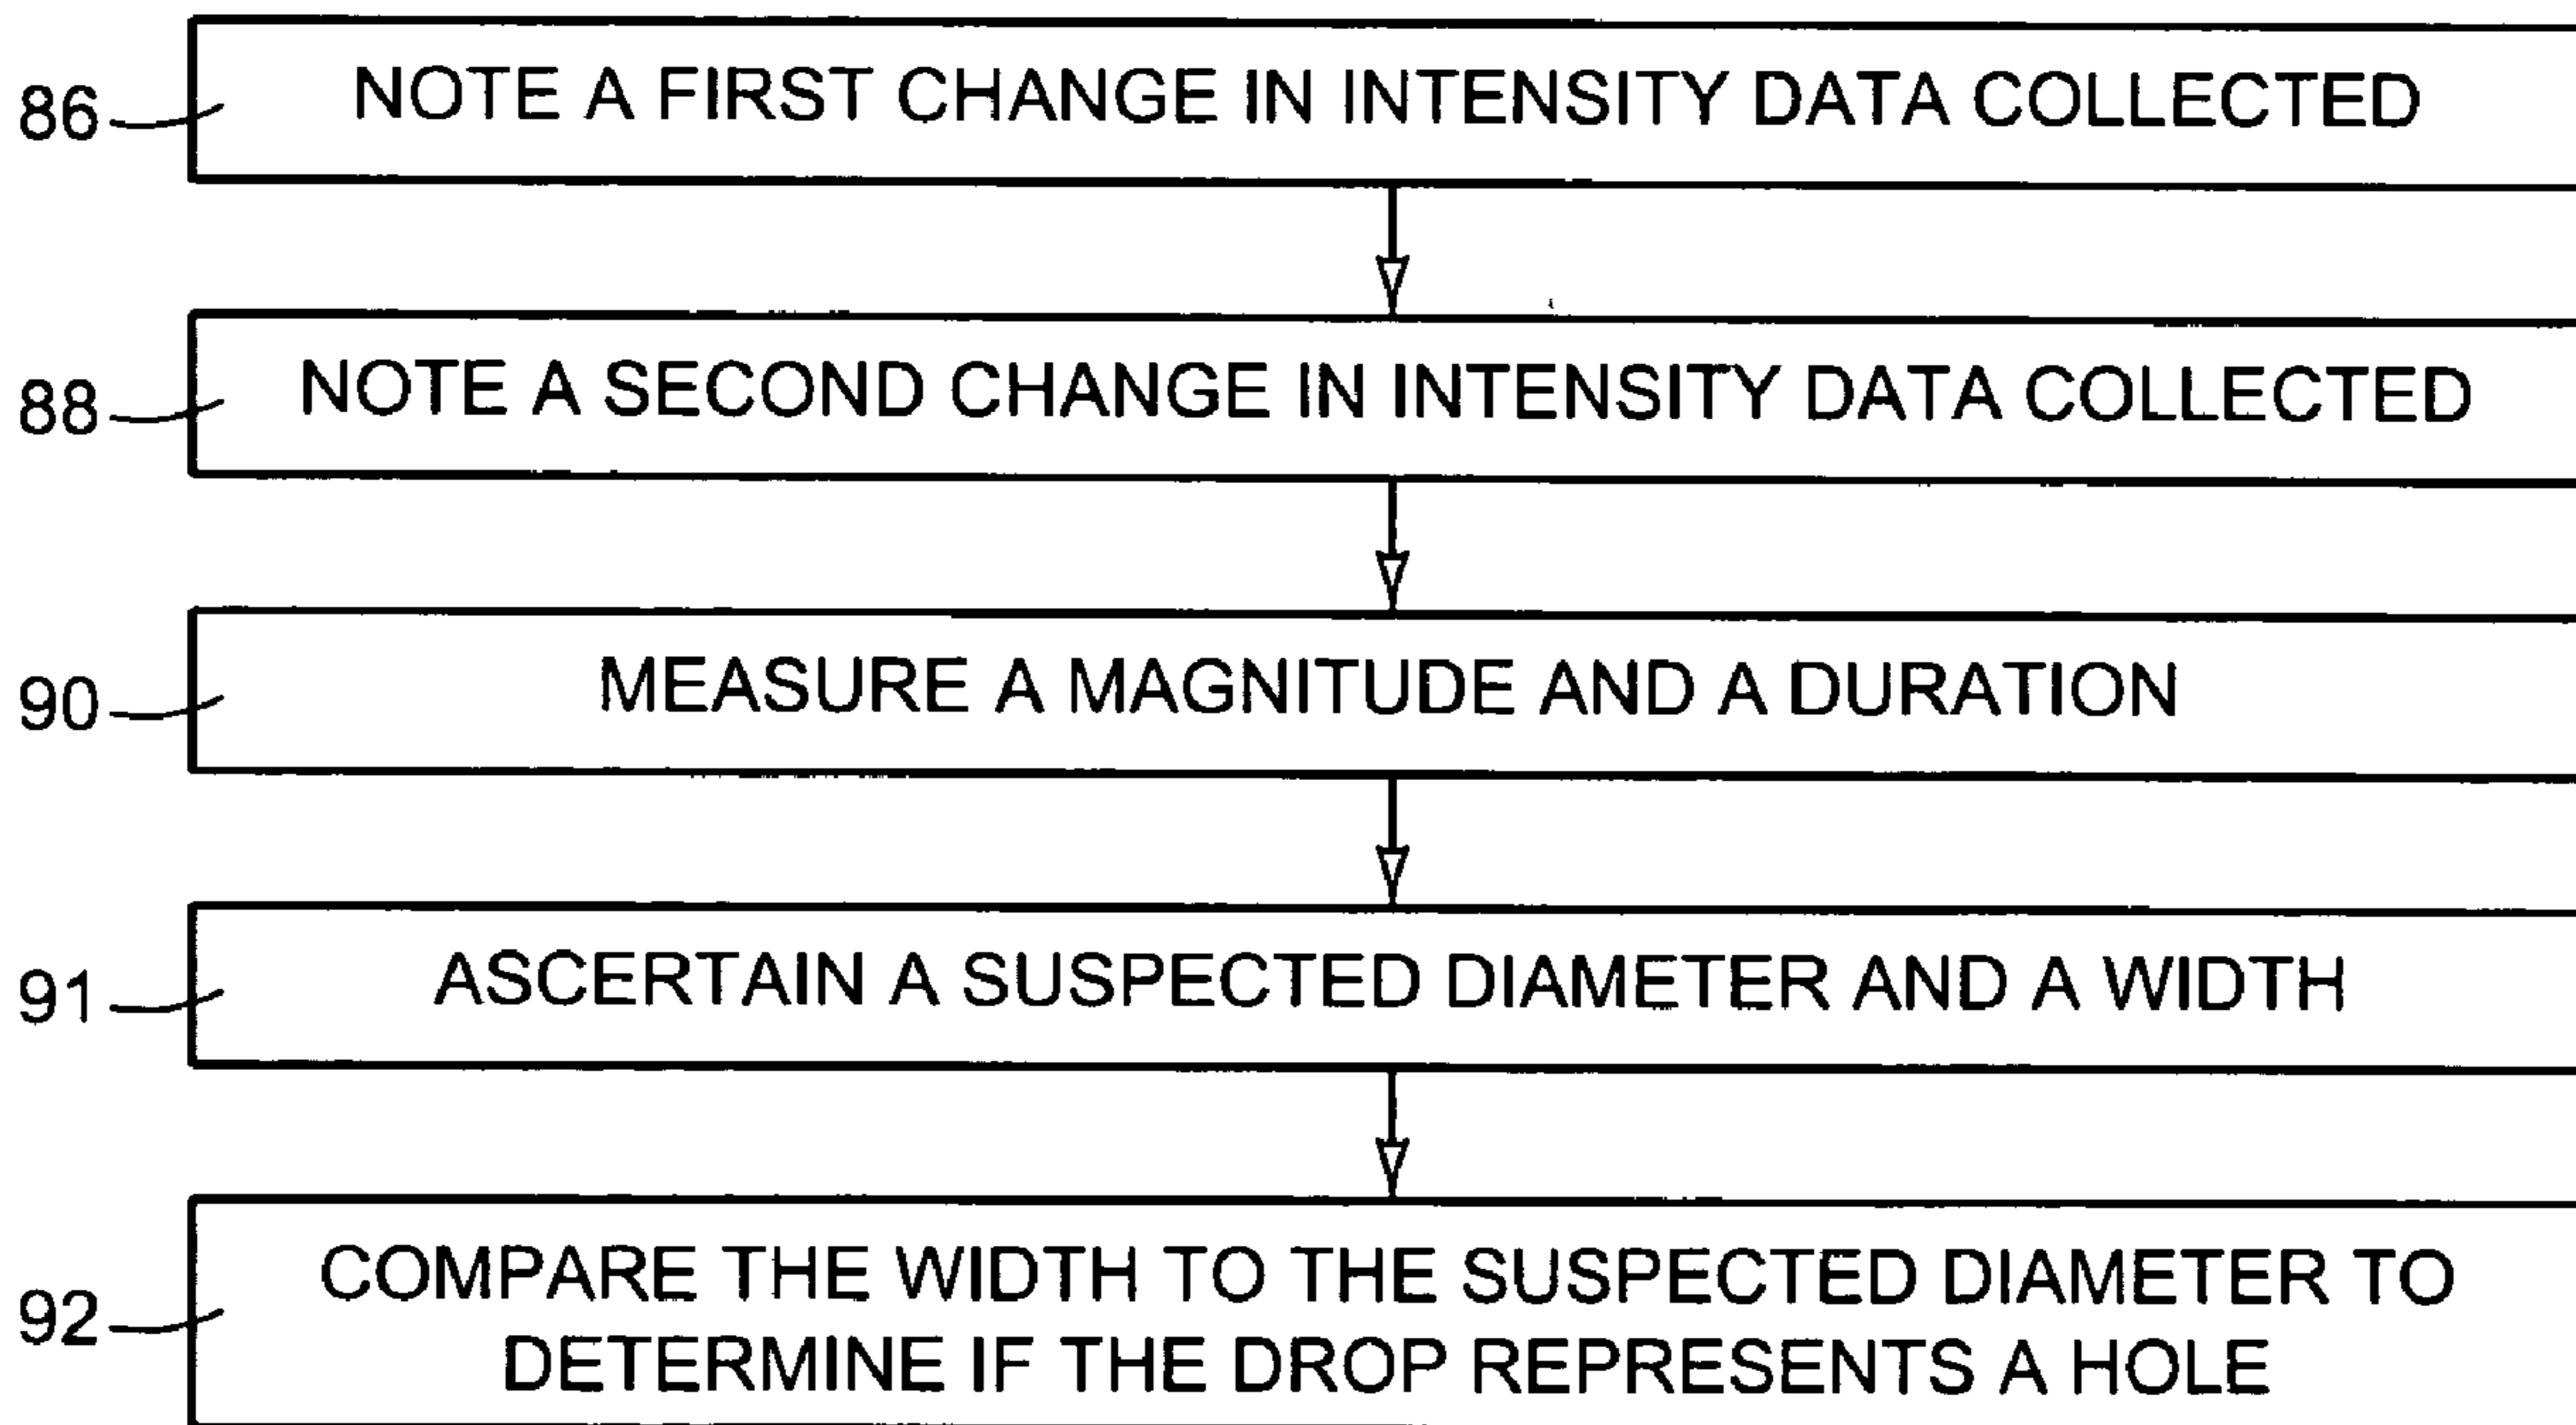 86
NOTE A FIRST CHANGE IN INTENSITY DATA COLLECTED
88
NOTE A SECOND CHANGE IN INTENSITY DATA COLLECTED
90
MEASURE A MAGNITUDE AND A DURATION
91
ASCERTAIN A SUSPECTED DIAMETER AND A WIDTH
92
COMPARE THE WIDTH TO THE SUSPECTED DIAMETER TO
DETERMINE IF THE DROP REPRESENTS A HOLE